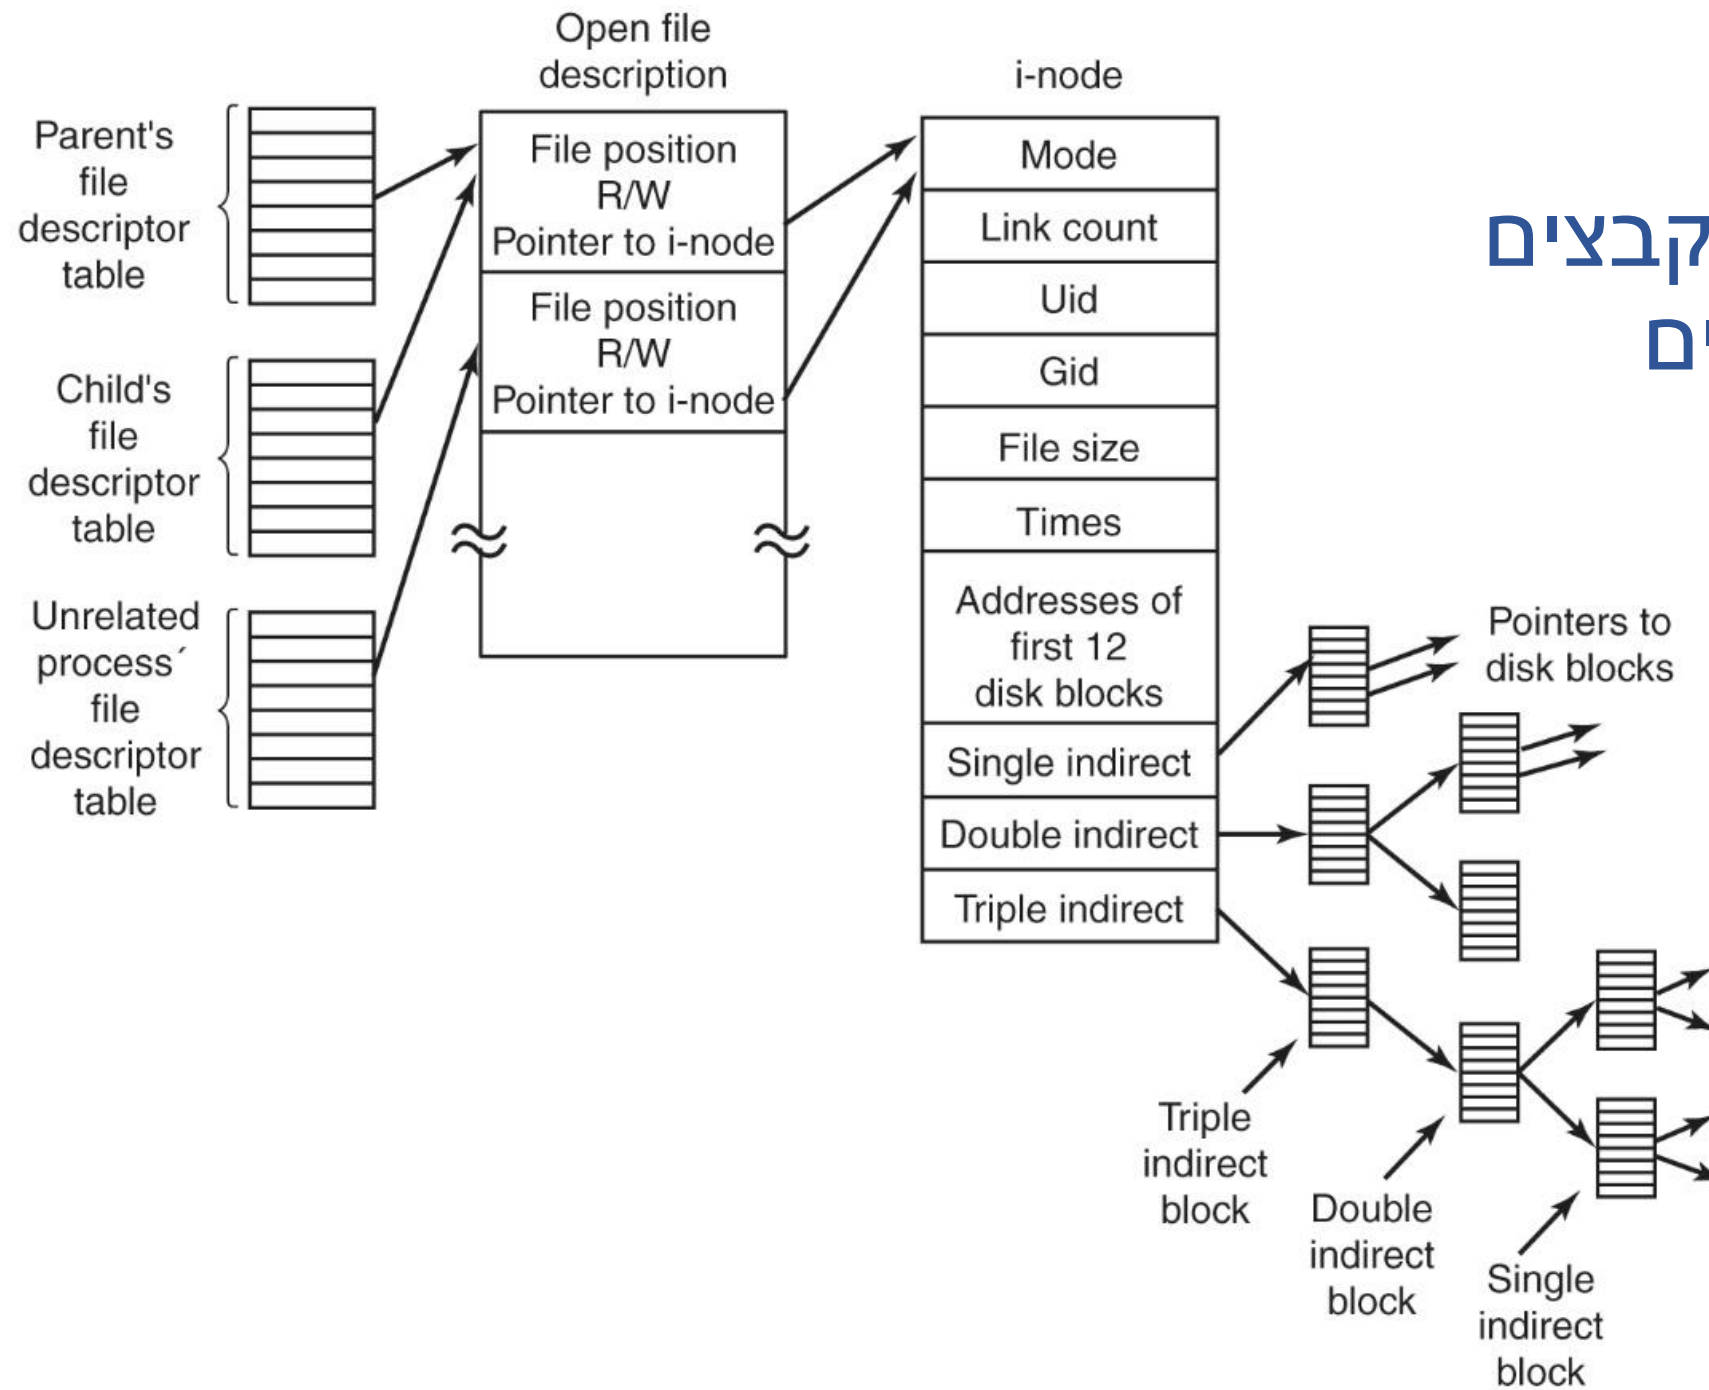 Open file
description
i-node
Parent's
file
descriptor
table
File position
R/W
Pointer to i-node
File position
R/W
Pointer to i-node
Child's
file
descriptor
table
Unrelated
process´
file
descriptor
table
Mode
Link count
Uid
Gid
File size
Times
Addresses of
first 12
disk blocks
Single indirect
Double indirect
Triple indirect
Pointers to
disk blocks
Triple
indirect
block
Double
indirect
block
Single
indirect
block
קבצים